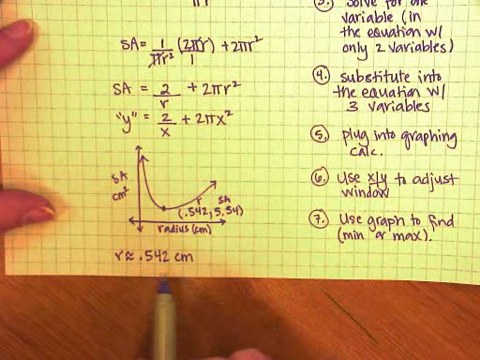 SA = 1/πr² (2πr)/1 + 2πr²
SA = 2/r + 2πr²
"y" = 2/x + 2πx²
SA
cm²
r SA
(.542, 5.54)
radius (cm)
r ≈ .542 cm
3. solve for one
variable (in
the equation w/
only 2 variables)
4. substitute into
the equation w/
3 variables
5. plug into graphing
calc.
6. Use x/y to adjust
window
7. Use graph to find
(min or max).